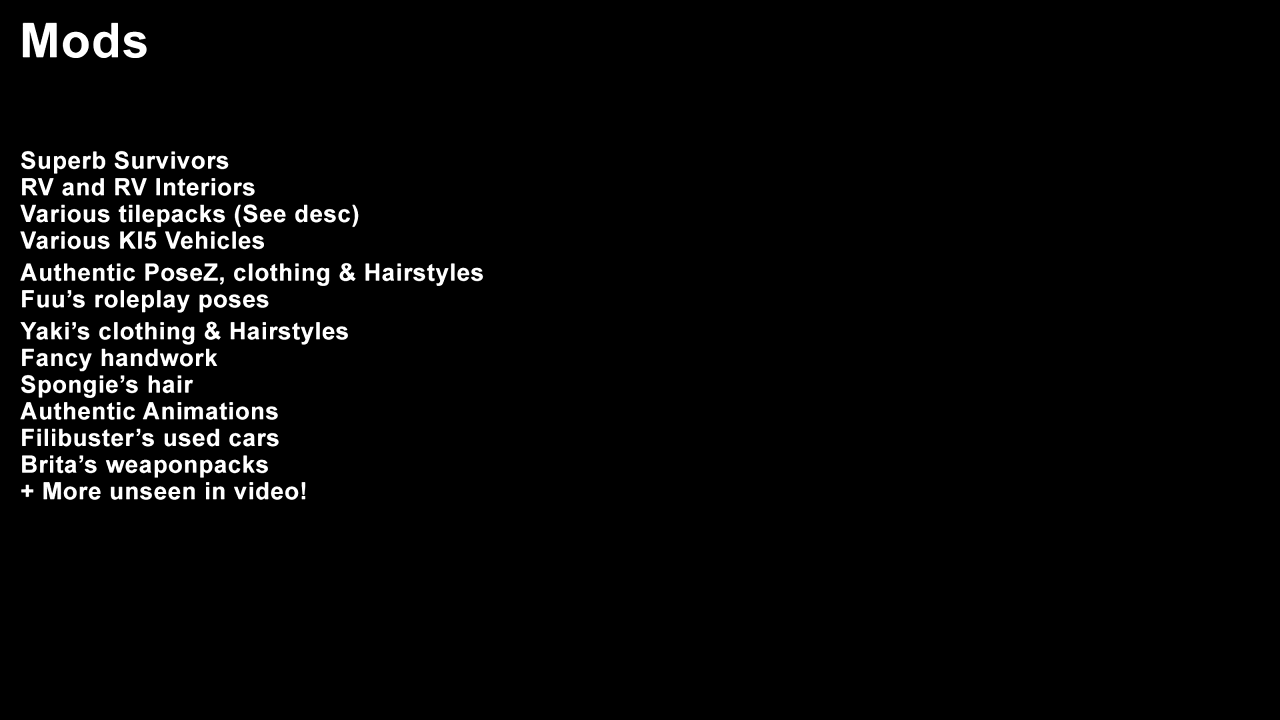 Mods
Superb Survivors
RV and RV Interiors
Various tilepacks (See desc)
Various KI5 Vehicles
Authentic PoseZ, clothing & Hairstyles
Fuu’s roleplay poses
Yaki’s clothing & Hairstyles
Fancy handwork
Spongie’s hair
Authentic Animations
Filibuster’s used cars
Brita’s weaponpacks
+ More unseen in video!